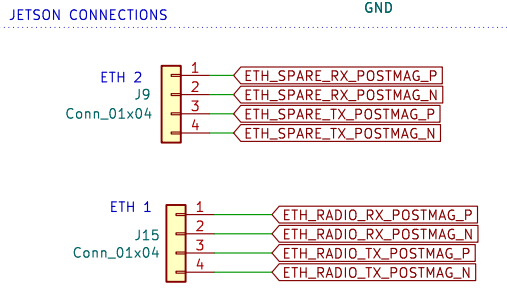 GND
JETSON CONNECTIONS
ETH 2
J9
Conn_01x04
1 ETH_SPARE_RX_POSTMAG_P
2 ETH_SPARE_RX_POSTMAG_N
3 ETH_SPARE_TX_POSTMAG_P
4 ETH_SPARE_TX_POSTMAG_N
ETH 1
J15
Conn_01x04
1 ETH_RADIO_RX_POSTMAG_P
2 ETH_RADIO_RX_POSTMAG_N
3 ETH_RADIO_TX_POSTMAG_P
4 ETH_RADIO_TX_POSTMAG_N